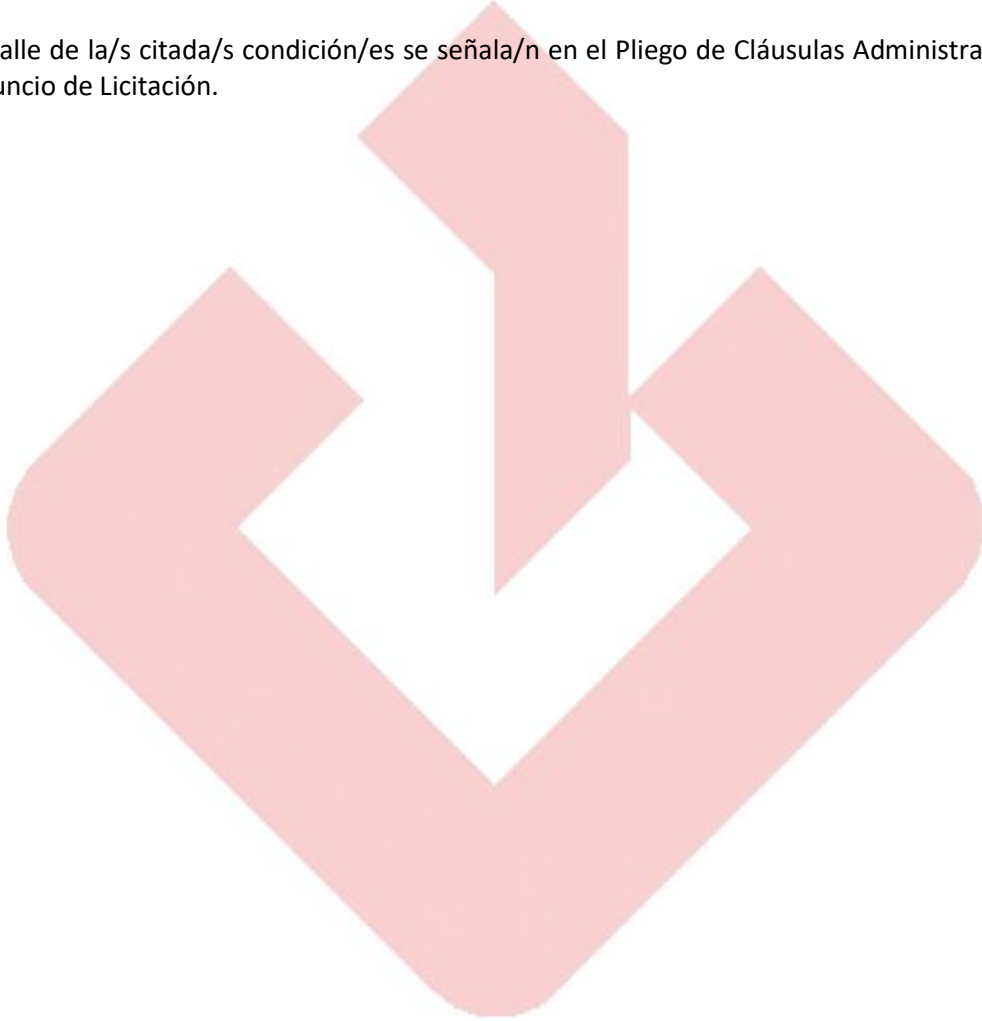 alle de la/s citada/s condición/es se señala/n en el Pliego de Cláusulas Administra
uncio de Licitación.